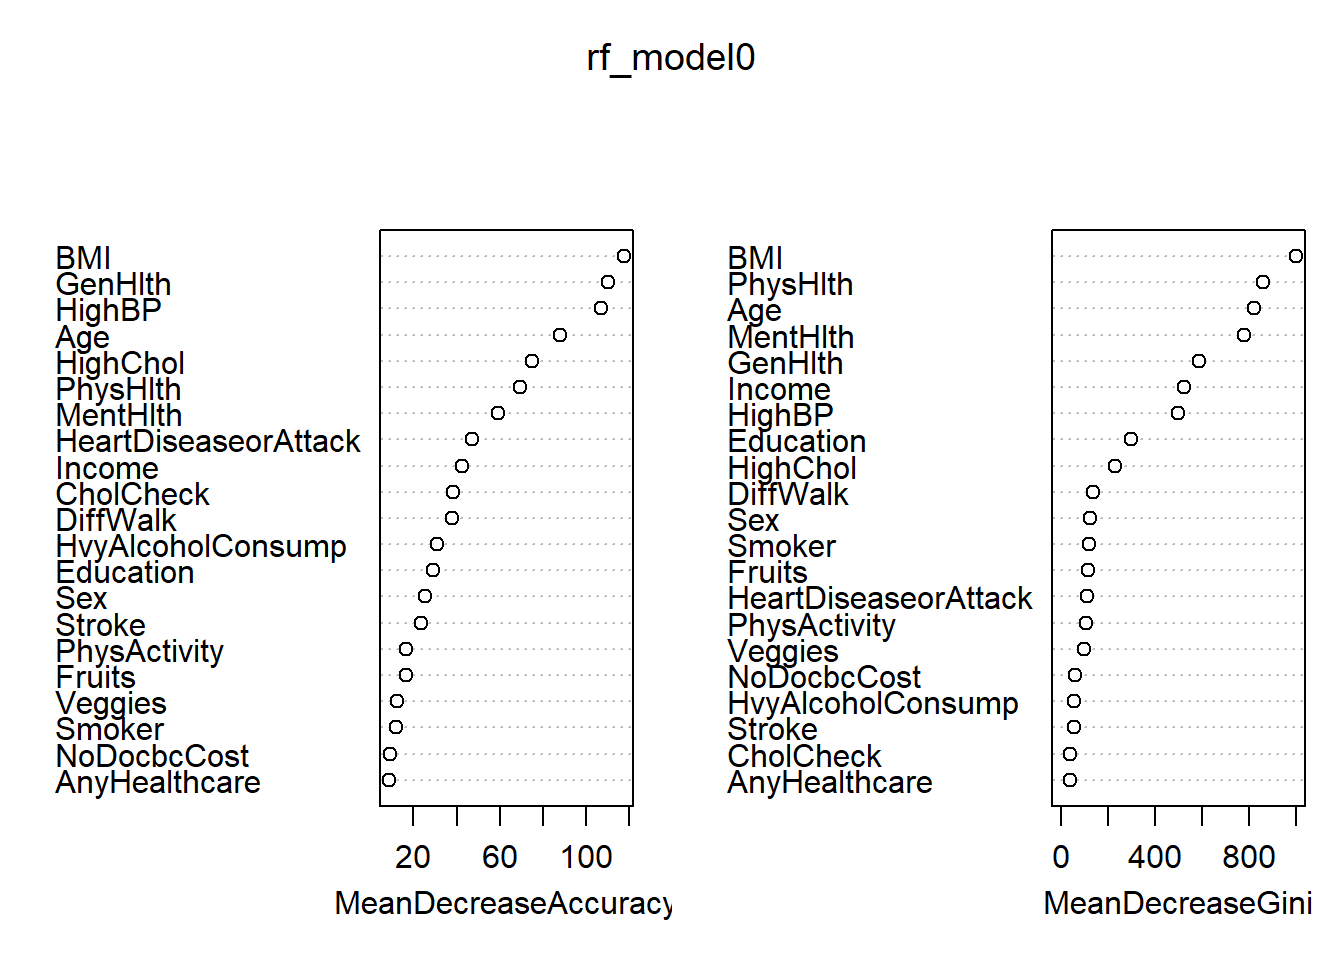 rf_model0
BMI
GenHlth
HighBP
Age
HighChol
PhysHlth
MentHlth
HeartDiseaseorAttack
Income
CholCheck
DiffWalk
HvyAlcoholConsump
Education
Sex
Stroke
PhysActivity
Fruits
Veggies
Smoker
NoDocbcCost
AnyHealthcare
20 60 100
MeanDecreaseAccuracy
BMI
PhysHlth
Age
MentHlth
GenHlth
Income
HighBP
Education
HighChol
DiffWalk
Sex
Smoker
Fruits
HeartDiseaseorAttack
PhysActivity
Veggies
NoDocbcCost
HvyAlcoholConsump
Stroke
CholCheck
AnyHealthcare
0 400 800
MeanDecreaseGini